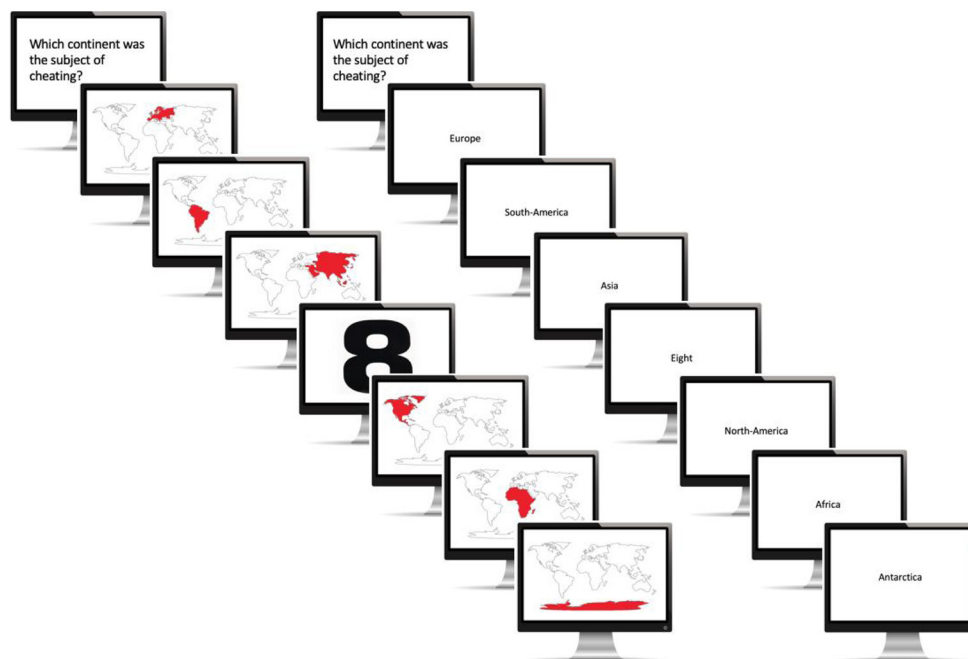 Which continent was
the subject of
cheating?
8
Which continent was
the subject of
cheating?
Europe
South-America
Asia
Eight
North-America
Africa
Antarctica